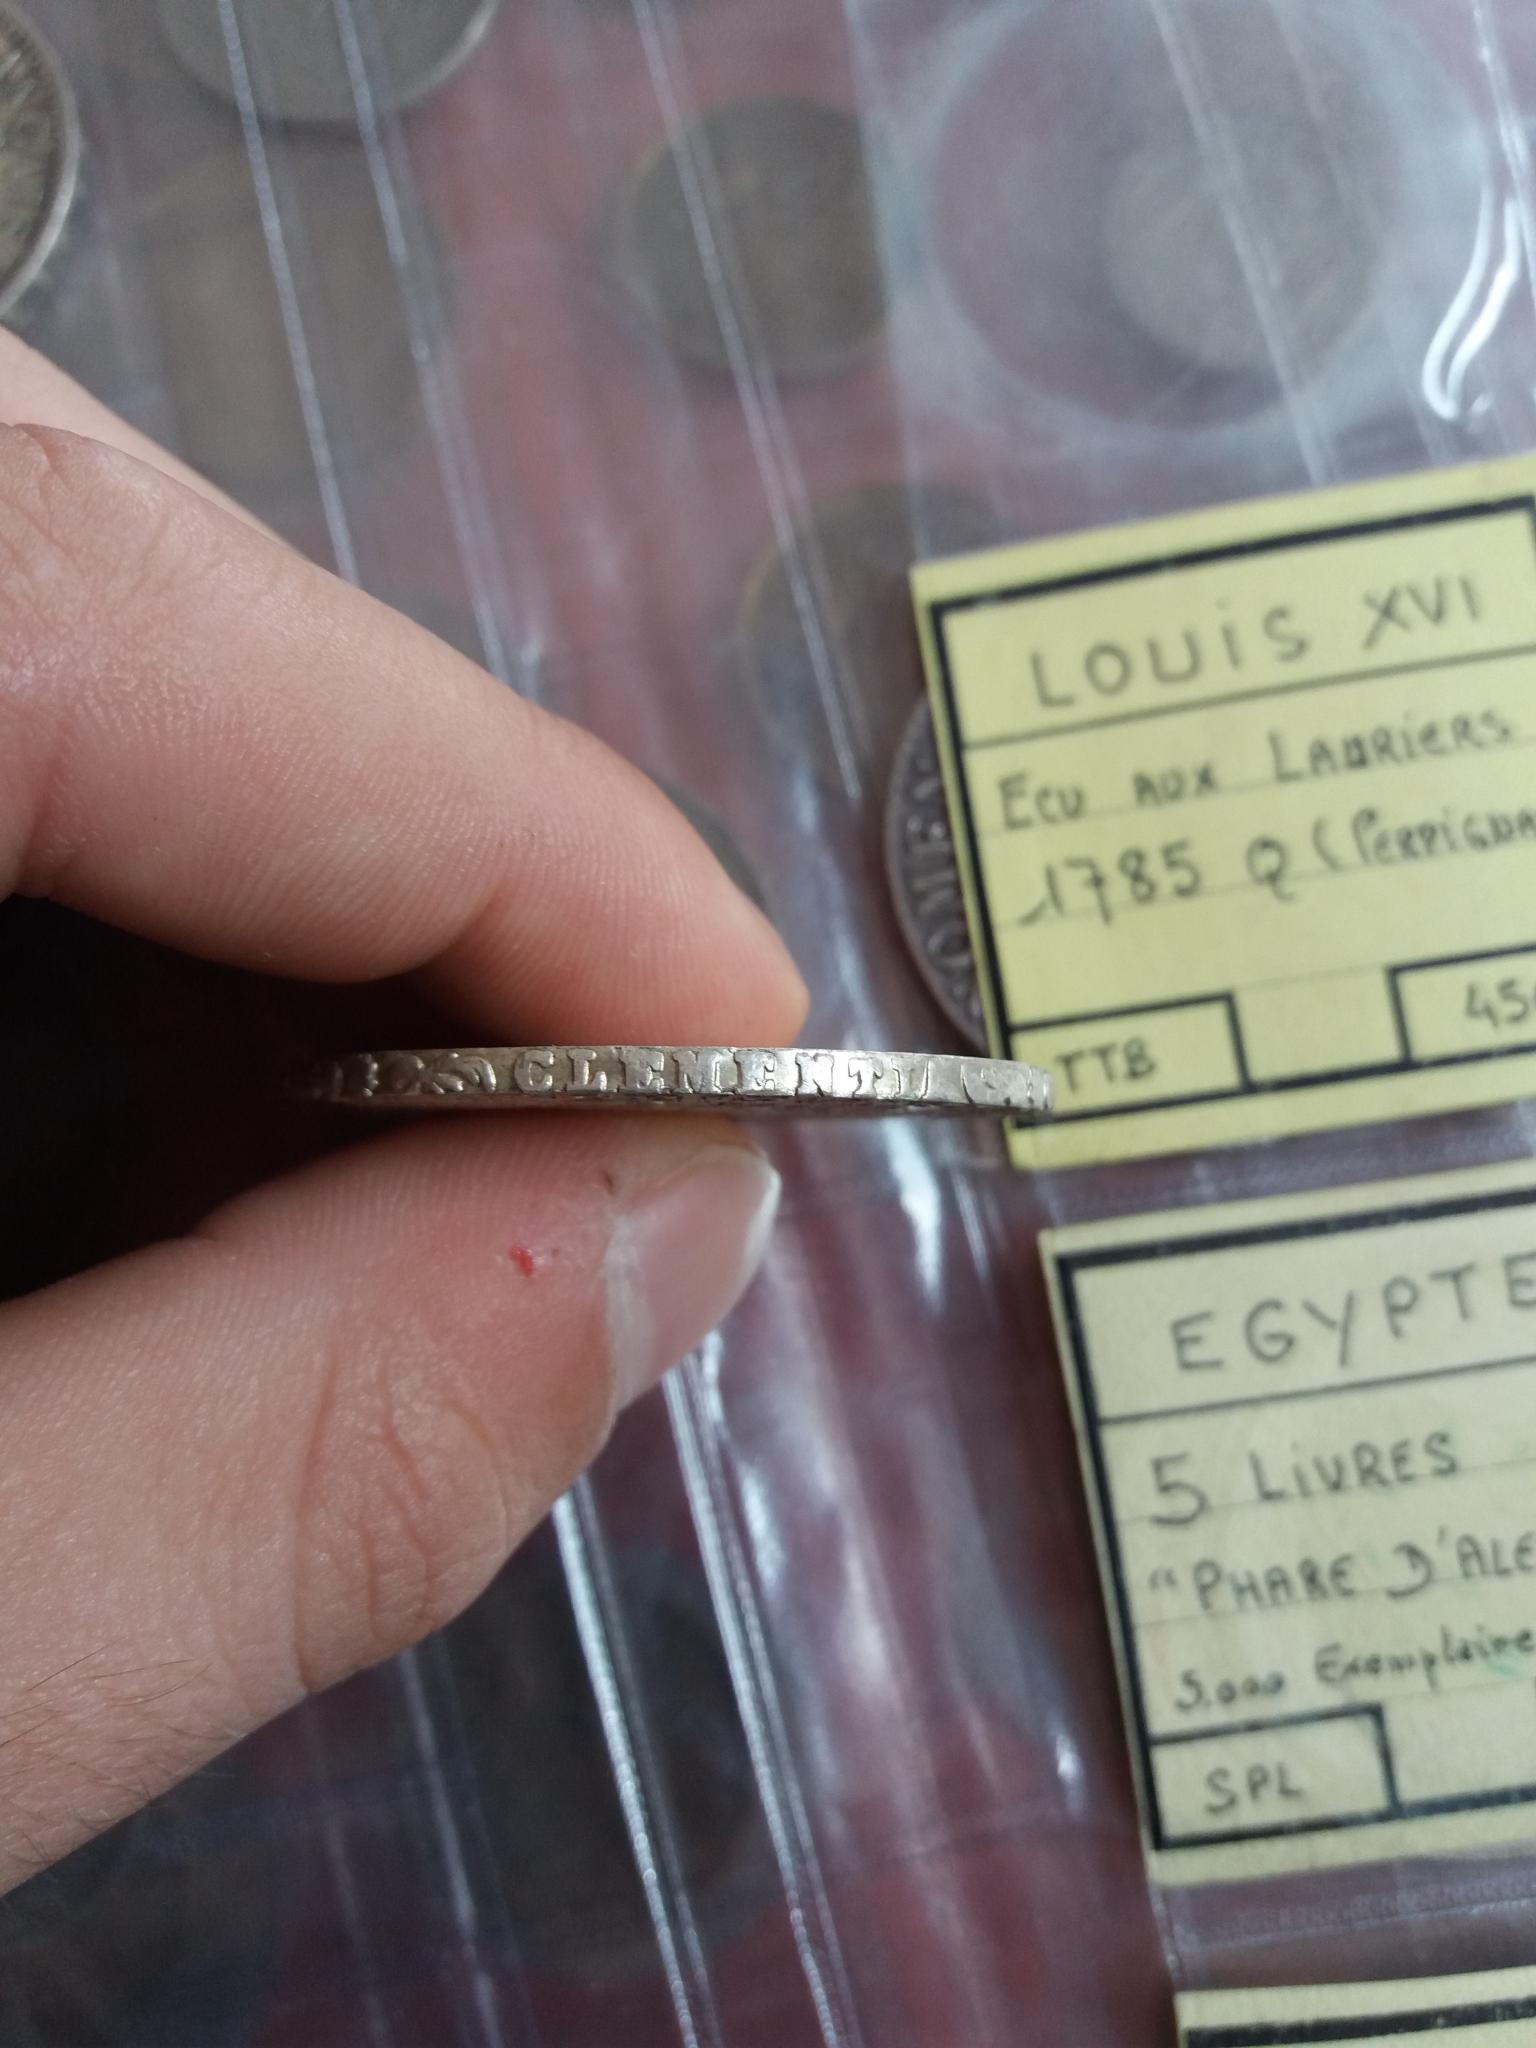 CLEMENTI
LOUIS XVI
ECU AUX LAURIERS
1785 Q (PERPIGNA
TTB
45
EGYPTE
5 LIVRES
"PHARE D'ALE
5.000 Exemplaire
SPL